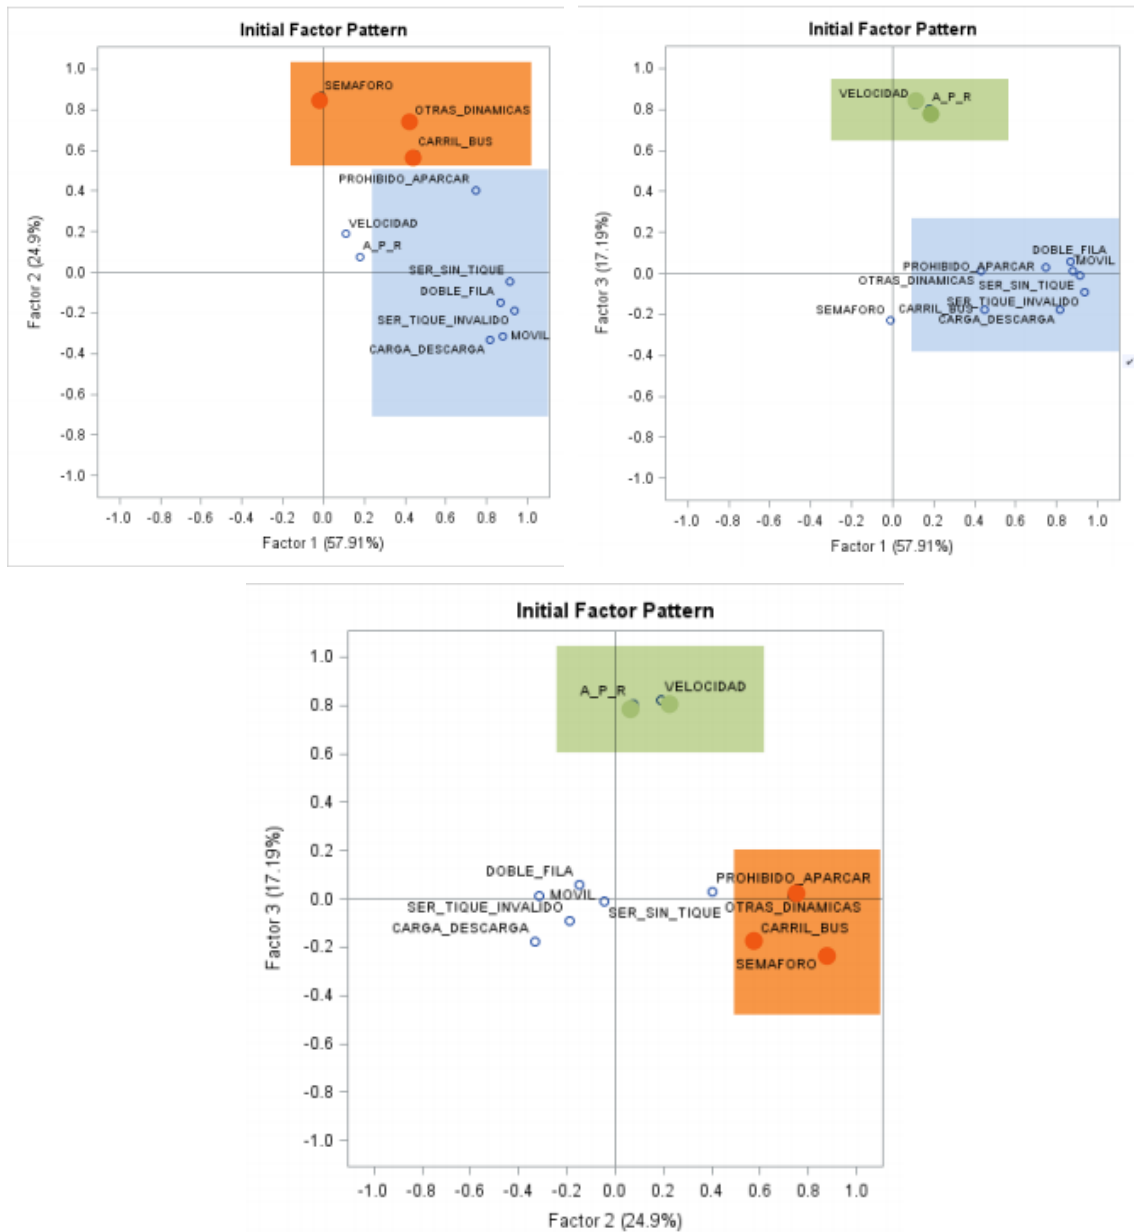 Initial Factor Pattern
1.0
0.8
0.6
0.4
0.2
0.0
-0.2
-0.4
-0.6
-0.8
-1.0
Factor 2 (24.9%)
SEMAFORO
OTRAS_DINAMICAS
CARRIL_BUS
PROHIBIDO_APARCAR
VELOCIDAD
A_P_R
SER_SIN_TIQUE
DOBLE_FILA
SER_TIQUE_INVALIDO
MOVIL
CARGA_DESCARGA
-1.0 -0.8 -0.6 -0.4 -0.2 0.0 0.2 0.4 0.6 0.8 1.0
Factor 1 (57.91%)
Initial Factor Pattern
1.0
0.8
0.6
0.4
0.2
0.0
-0.2
-0.4
-0.6
-0.8
-1.0
Factor 3 (17.19%)
VELOCIDAD
A_P_R
DOBLE_FILA
PROHIBIDO_APARCAR
MOVIL
OTRAS_DINAMICAS
SER_SIN_TIQUE
SER_TIQUE_INVALIDO
SEMAFORO
CARRIL_BUS
CARGA_DESCARGA
-1.0 -0.8 -0.6 -0.4 -0.2 0.0 0.2 0.4 0.6 0.8 1.0
Factor 1 (57.91%)
Initial Factor Pattern
1.0
0.8
0.6
0.4
0.2
0.0
-0.2
-0.4
-0.6
-0.8
-1.0
Factor 3 (17.19%)
A_P_R
VELOCIDAD
DOBLE_FILA
PROHIBIDO_APARCAR
MOVIL
SER_TIQUE_INVALIDO
SER_SIN_TIQUE
OTRAS_DINAMICAS
CARGA_DESCARGA
CARRIL_BUS
SEMAFORO
-1.0 -0.8 -0.6 -0.4 -0.2 0.0 0.2 0.4 0.6 0.8 1.0
Factor 2 (24.9%)